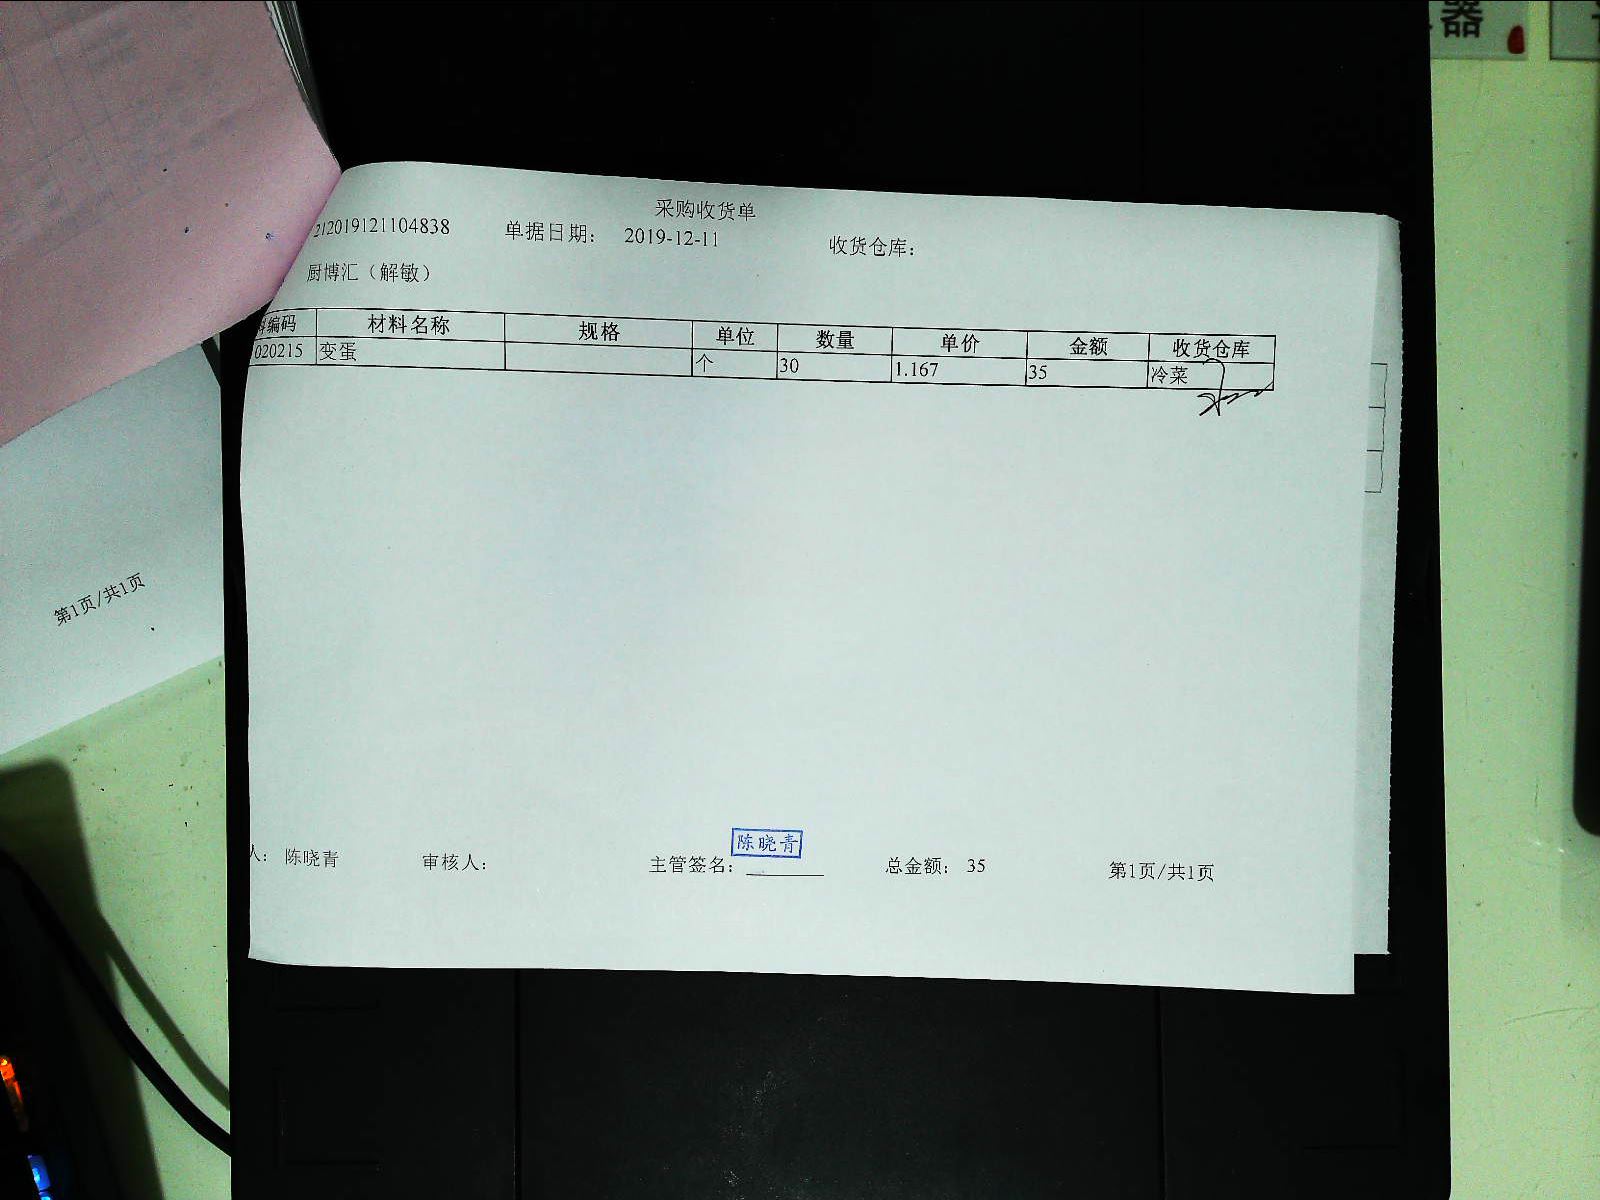 器
采购收货单
212019121104838 单据日期： 2019-12-11 收货仓库：
厨博汇（解敏）
编码 材料名称 规格 单位 数量 单价 金额 收货仓库
020215 变蛋 个 30 1.167 35 冷菜
第1页/共1页
陈晓青
人： 陈晓青 审核人： 主管签名： 总金额： 35 第1页/共1页